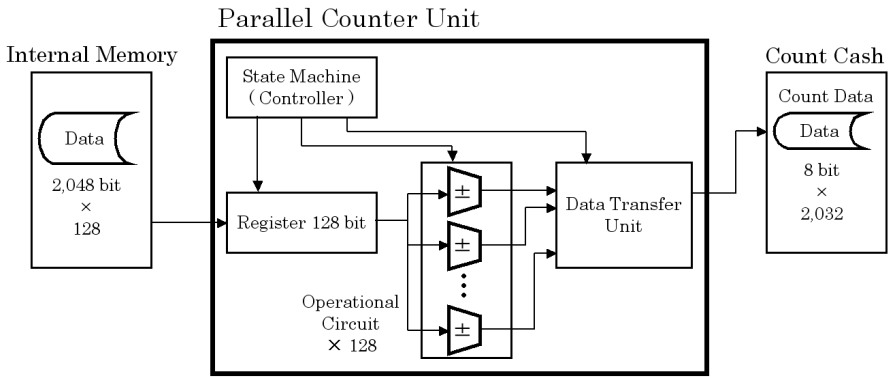 Parallel Counter Unit
Internal Memory
Data
2,048 bit
×
128
State Machine
( Controller )
Register 128 bit
±
±
±
Operational
Circuit
× 128
Data Transfer
Unit
Count Cash
Count Data
Data
8 bit
×
2,032